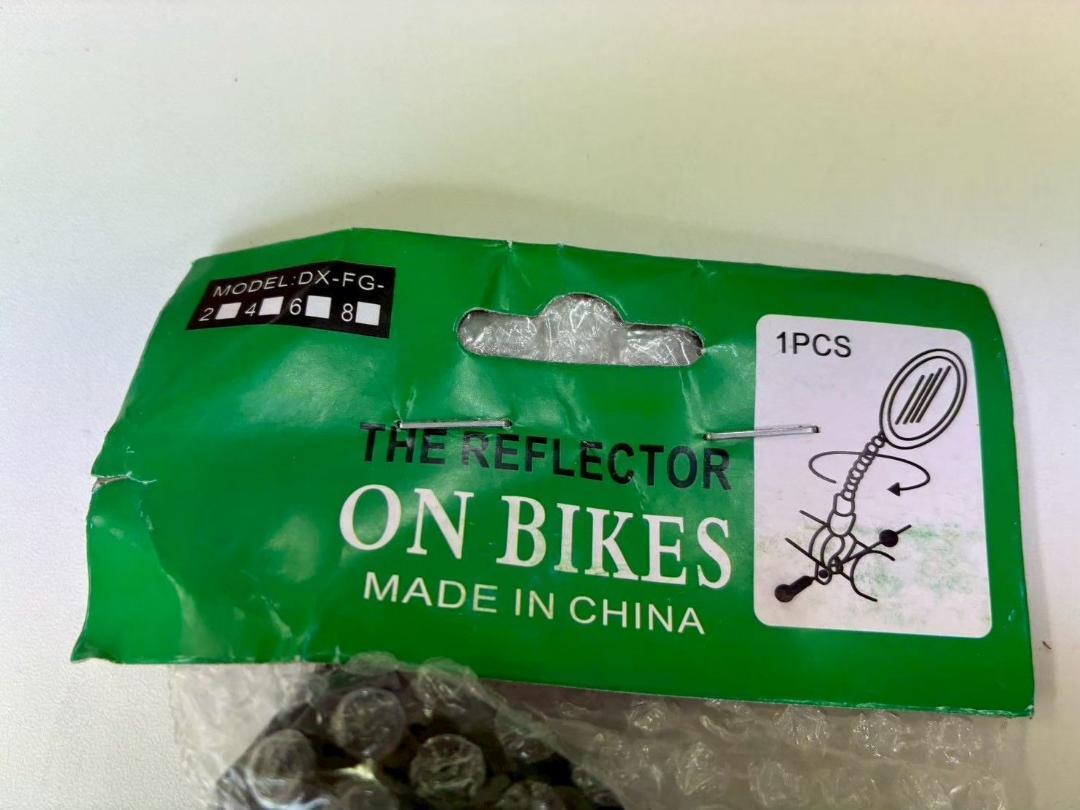 MODEL:DX-FG-
2 4 6 8
1PCS
THE REFLECTOR
ON BIKES
MADE IN CHINA